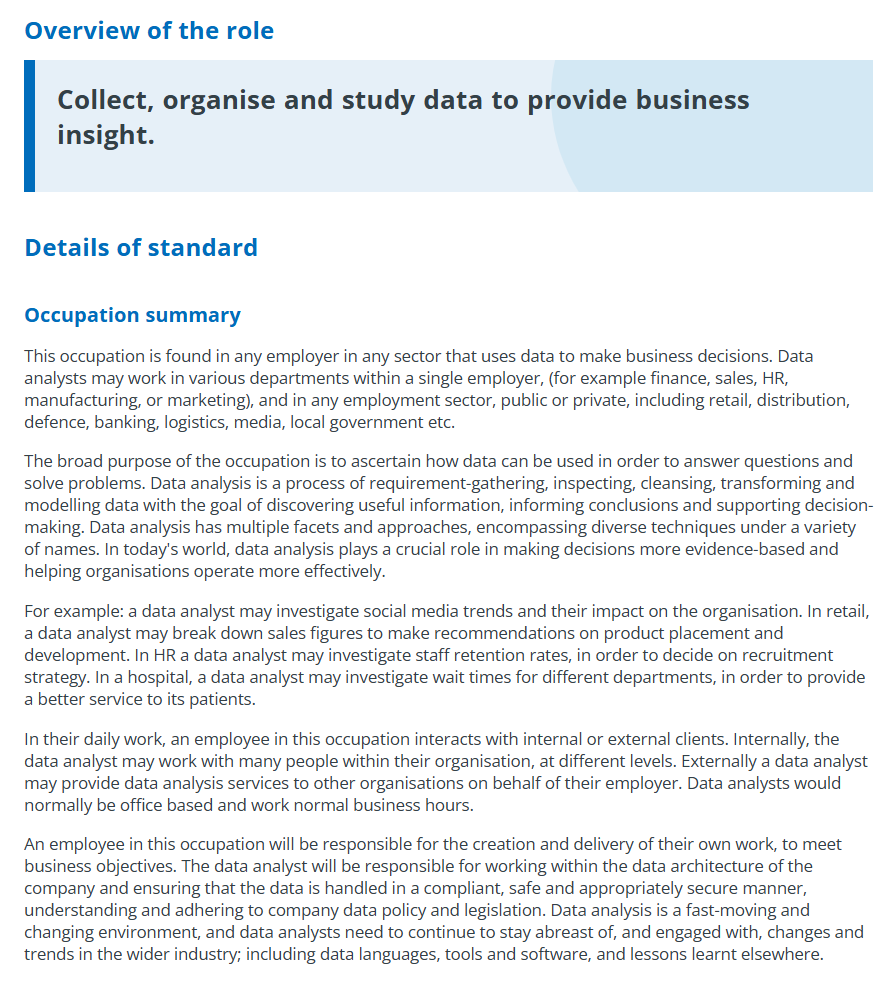 Overview of the role
Collect, organise and study data to provide business
insight.
Details of standard
Occupation summary
This occupation is found in any employer in any sector that uses data to make business decisions. Data
analysts may work in various departments within a single employer, (for example finance, sales, HR,
manufacturing, or marketing), and in any employment sector, public or private, including retail, distribution,
defence, banking, logistics, media, local government etc.
The broad purpose of the occupation is to ascertain how data can be used in order to answer questions and
solve problems. Data analysis is a process of requirement-gathering, inspecting, cleansing, transforming and
modelling data with the goal of discovering useful information, informing conclusions and supporting decision-
making. Data analysis has multiple facets and approaches, encompassing diverse techniques under a variety
of names. In today's world, data analysis plays a crucial role in making decisions more evidence-based and
helping organisations operate more effectively.
For example: a data analyst may investigate social media trends and their impact on the organisation. In retail,
a data analyst may break down sales figures to make recommendations on product placement and
development. In HR a data analyst may investigate staff retention rates, in order to decide on recruitment
strategy. In a hospital, a data analyst may investigate wait times for different departments, in order to provide
a better service to its patients.
In their daily work, an employee in this occupation interacts with internal or external clients. Internally, the
data analyst may work with many people within their organisation, at different levels. Externally a data analyst
may provide data analysis services to other organisations on behalf of their employer. Data analysts would
normally be office based and work normal business hours.
An employee in this occupation will be responsible for the creation and delivery of their own work, to meet
business objectives. The data analyst will be responsible for working within the data architecture of the
company and ensuring that the data is handled in a compliant, safe and appropriately secure manner,
understanding and adhering to company data policy and legislation. Data analysis is a fast-moving and
changing environment, and data analysts need to continue to stay abreast of, and engaged with, changes and
trends in the wider industry; including data languages, tools and software, and lessons learnt elsewhere.